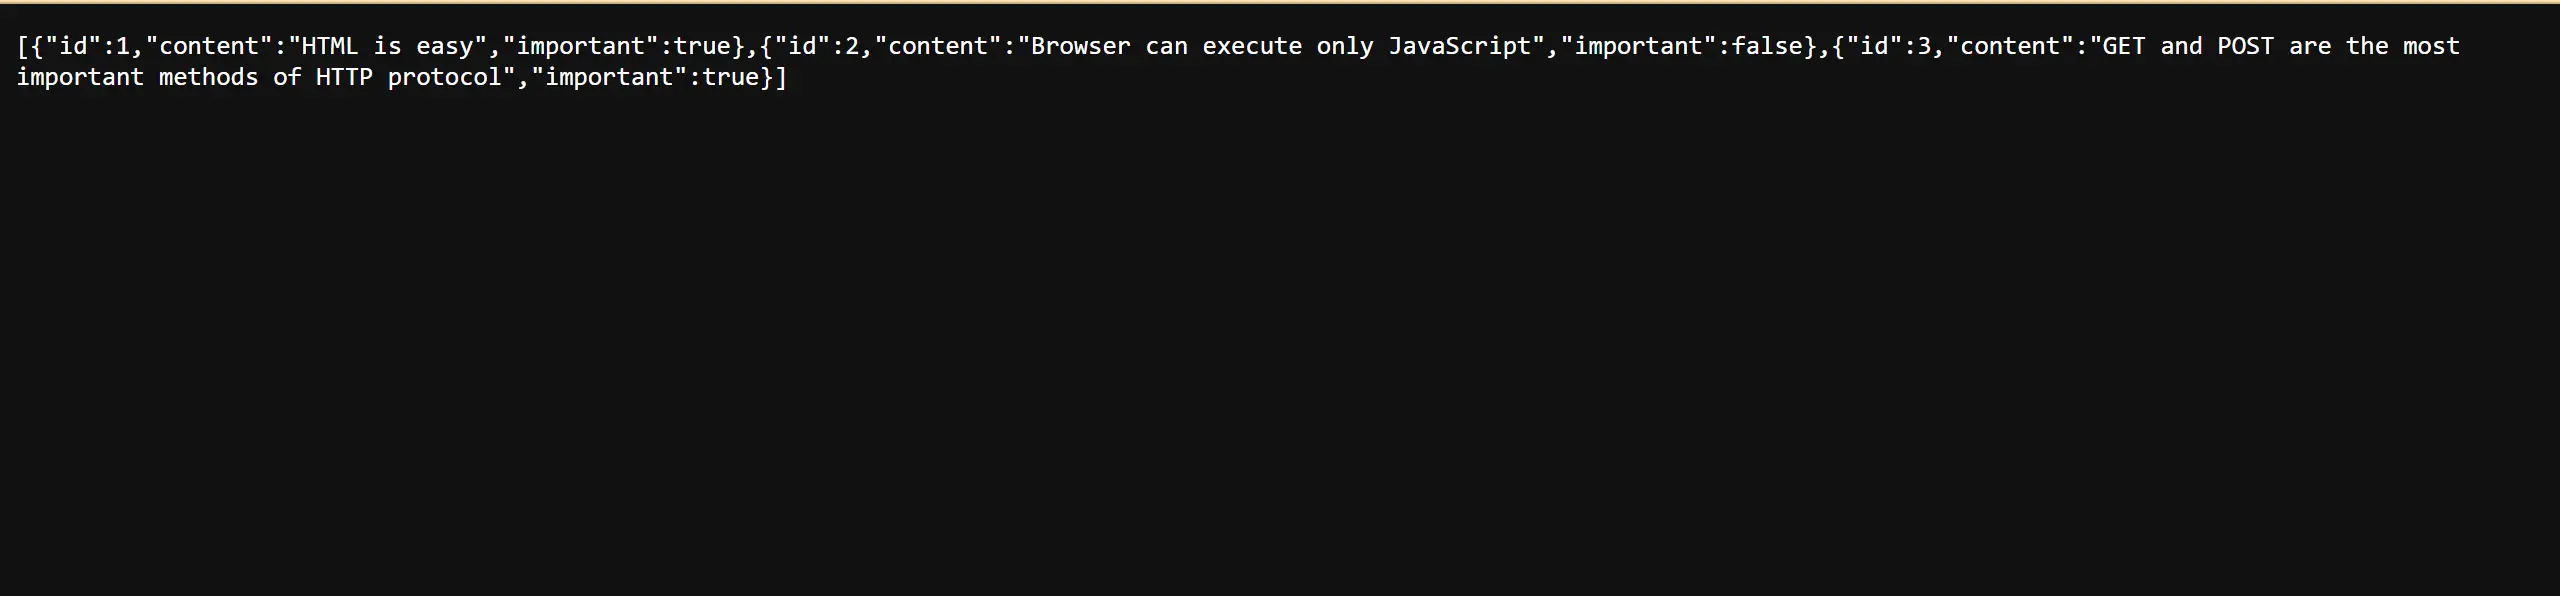 [{"id":1,"content":"HTML is easy","important":true},{"id":2,"content":"Browser can execute only JavaScript","important":false},{"id":3,"content":"GET and POST are the most
important methods of HTTP protocol","important":true}]